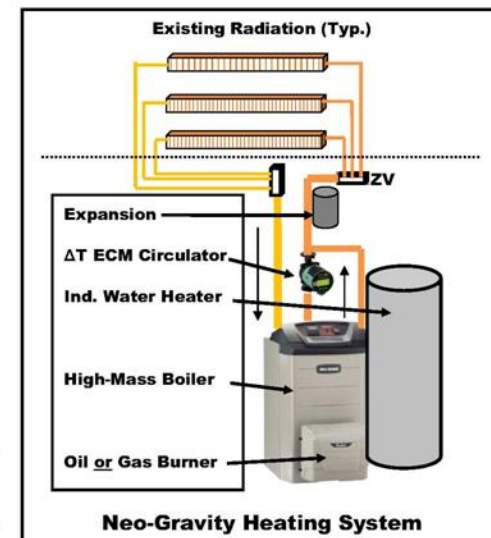 Existing Radiation (Typ.)
ZV
Expansion
ΔT ECM Circulator
Ind. Water Heater
High-Mass Boiler
Oil or Gas Burner
Neo-Gravity Heating System